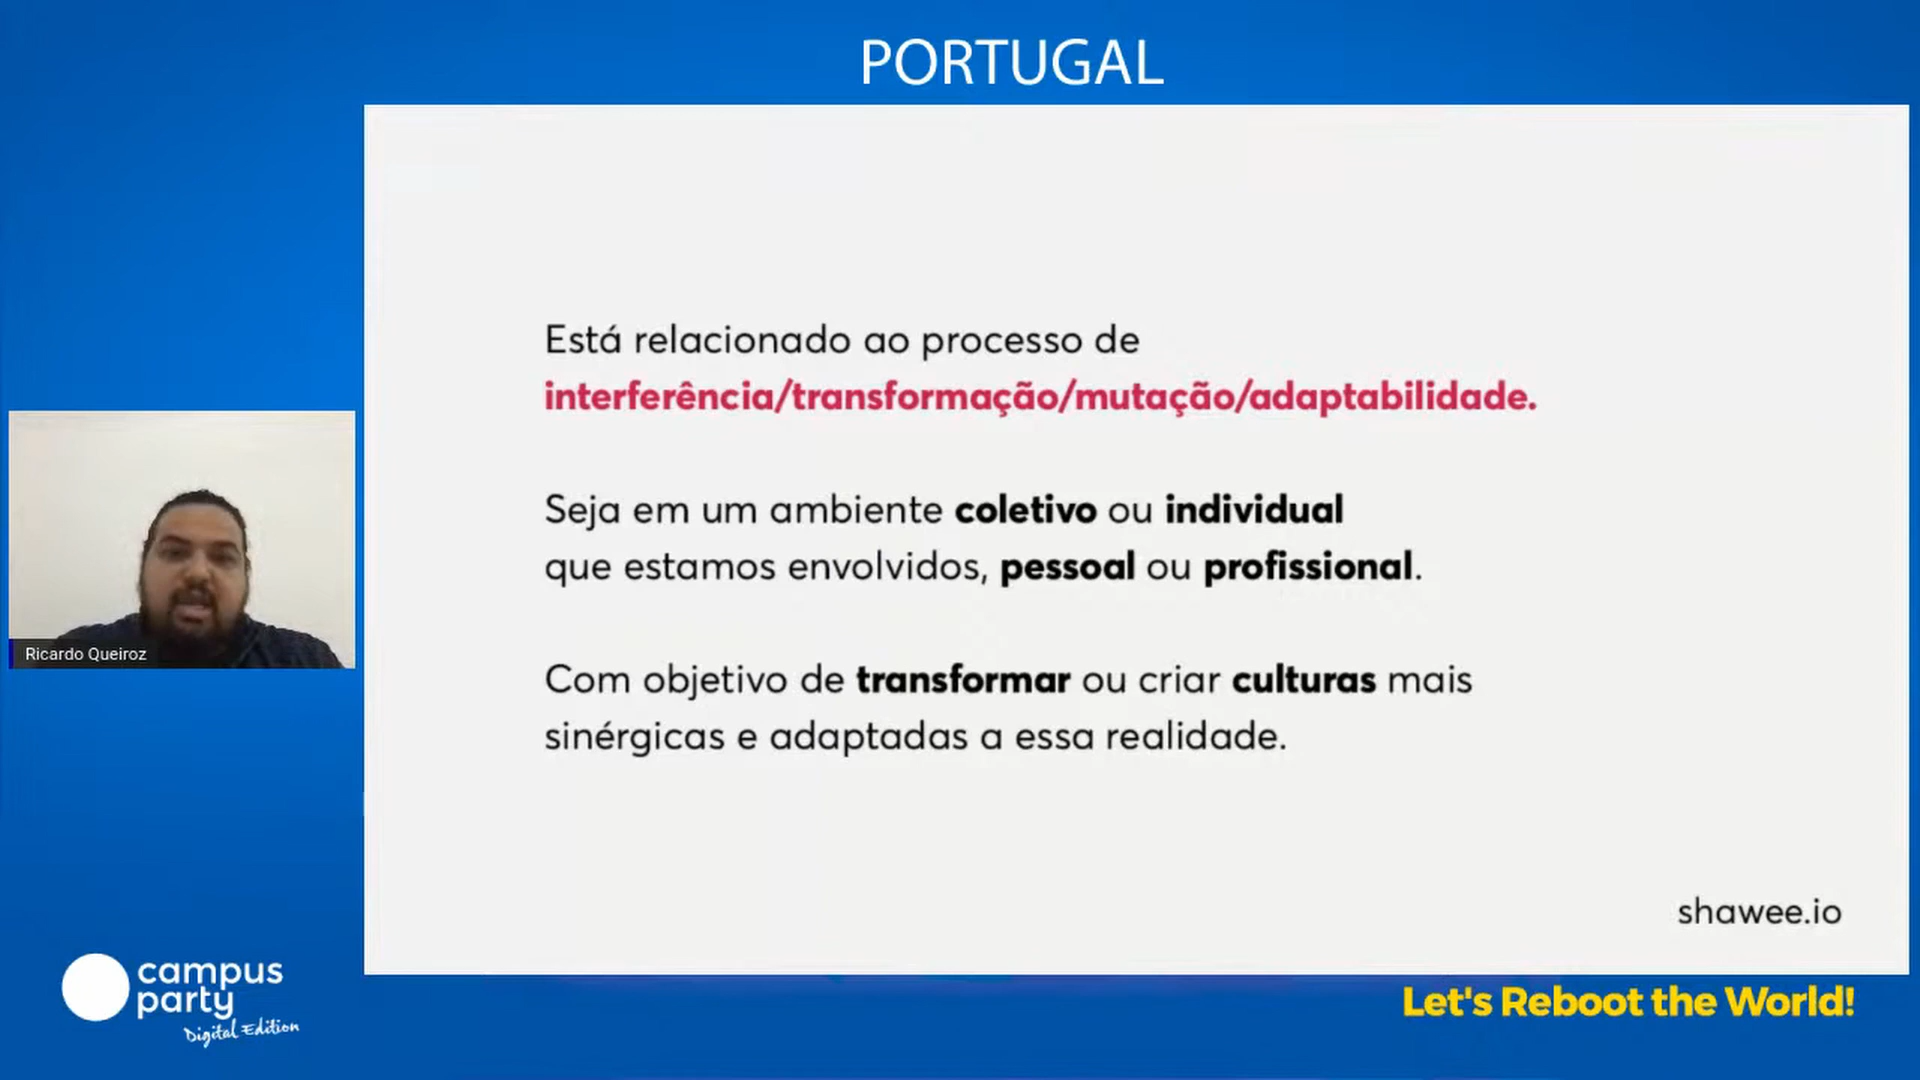 PORTUGAL
Está relacionado ao processo de
interferência/transformação/mutação/adaptabilidade.
Seja em um ambiente coletivo ou individual
que estamos envolvidos, pessoal ou profissional.
Com objetivo de transformar ou criar culturas mais
sinérgicas e adaptadas a essa realidade.
shawee.io
Ricardo Queiroz
campus
party
Digital Edition
Let's Reboot the World!